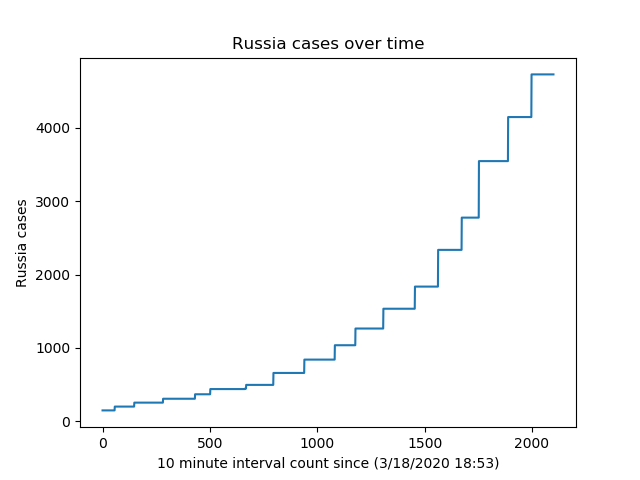 Russia cases over time
Russia cases
4000
3000
2000
1000
0
0 500 1000 1500 2000
10 minute interval count since (3/18/2020 18:53)